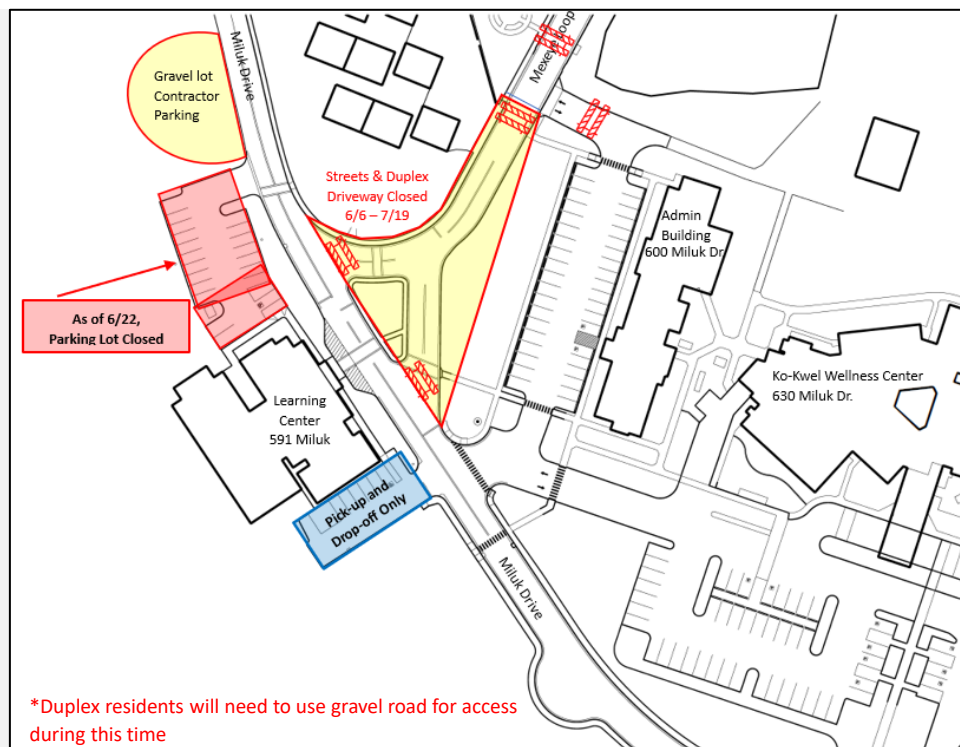 Miluk Drive
Mexeye Loop
Gravel lot
Contractor
Parking
Streets & Duplex
Driveway Closed
6/6 – 7/19
Admin
Building
600 Miluk Dr
As of 6/22,
Parking Lot Closed
Ko-Kwel Wellness Center
630 Miluk Dr.
Learning
Center
591 Miluk
Pick-up and
Drop-off Only
Miluk Drive
*Duplex residents will need to use gravel road for access
during this time